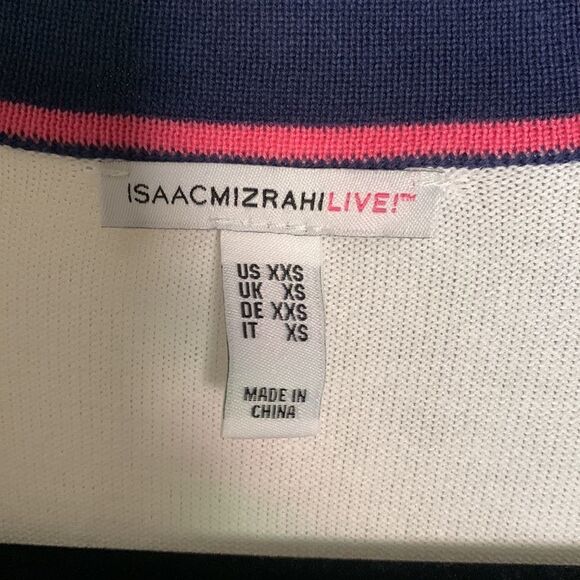 ISAACMIZRAHILIVE!™
US XXS
UK XS
DE XXS
IT XS
MADE IN
CHINA